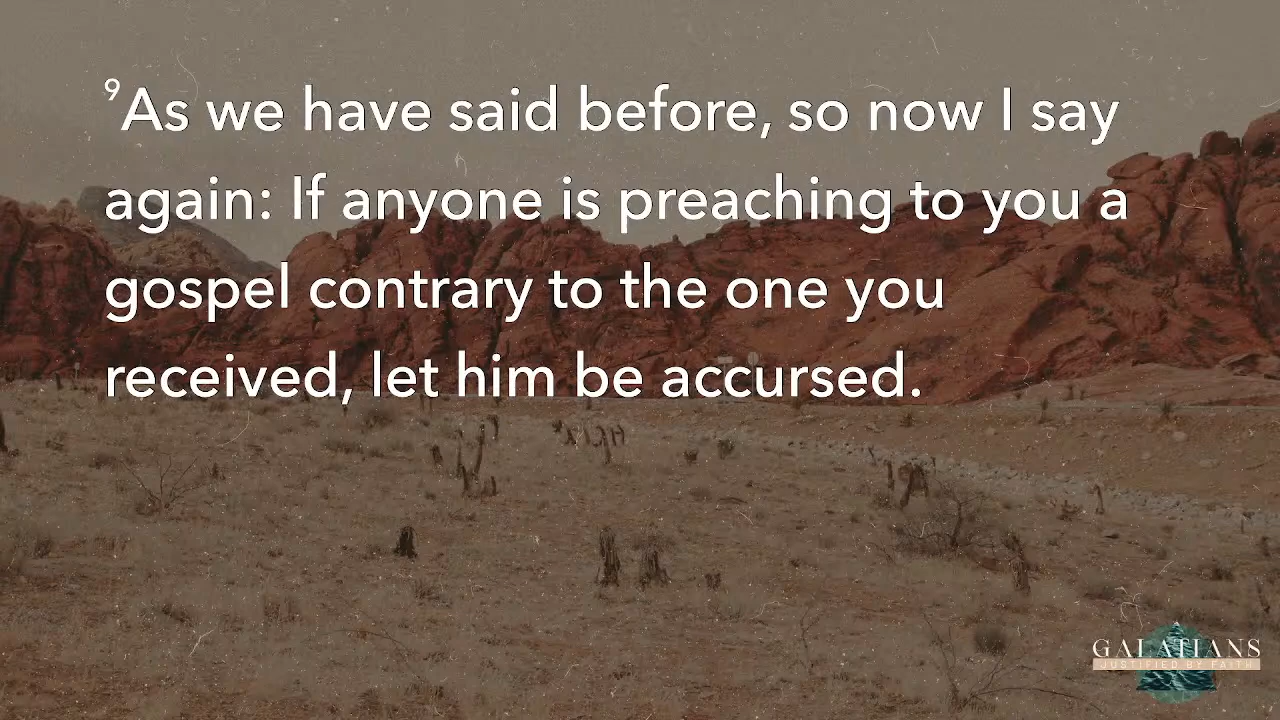 ⁹As we have said before, so now I say
again: If anyone is preaching to you a
gospel contrary to the one you
received, let him be accursed.
GALATIANS
JUSTIFIED BY FAITH